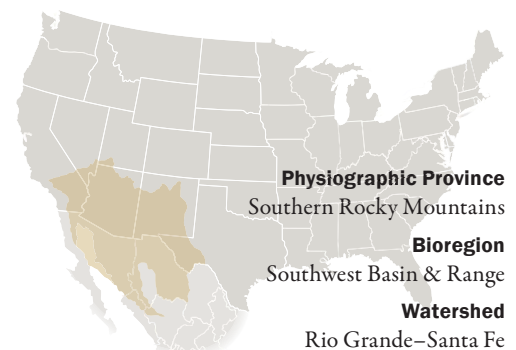 Physiographic Province
Southern Rocky Mountains
Bioregion
Southwest Basin & Range
Watershed
Rio Grande–Santa Fe